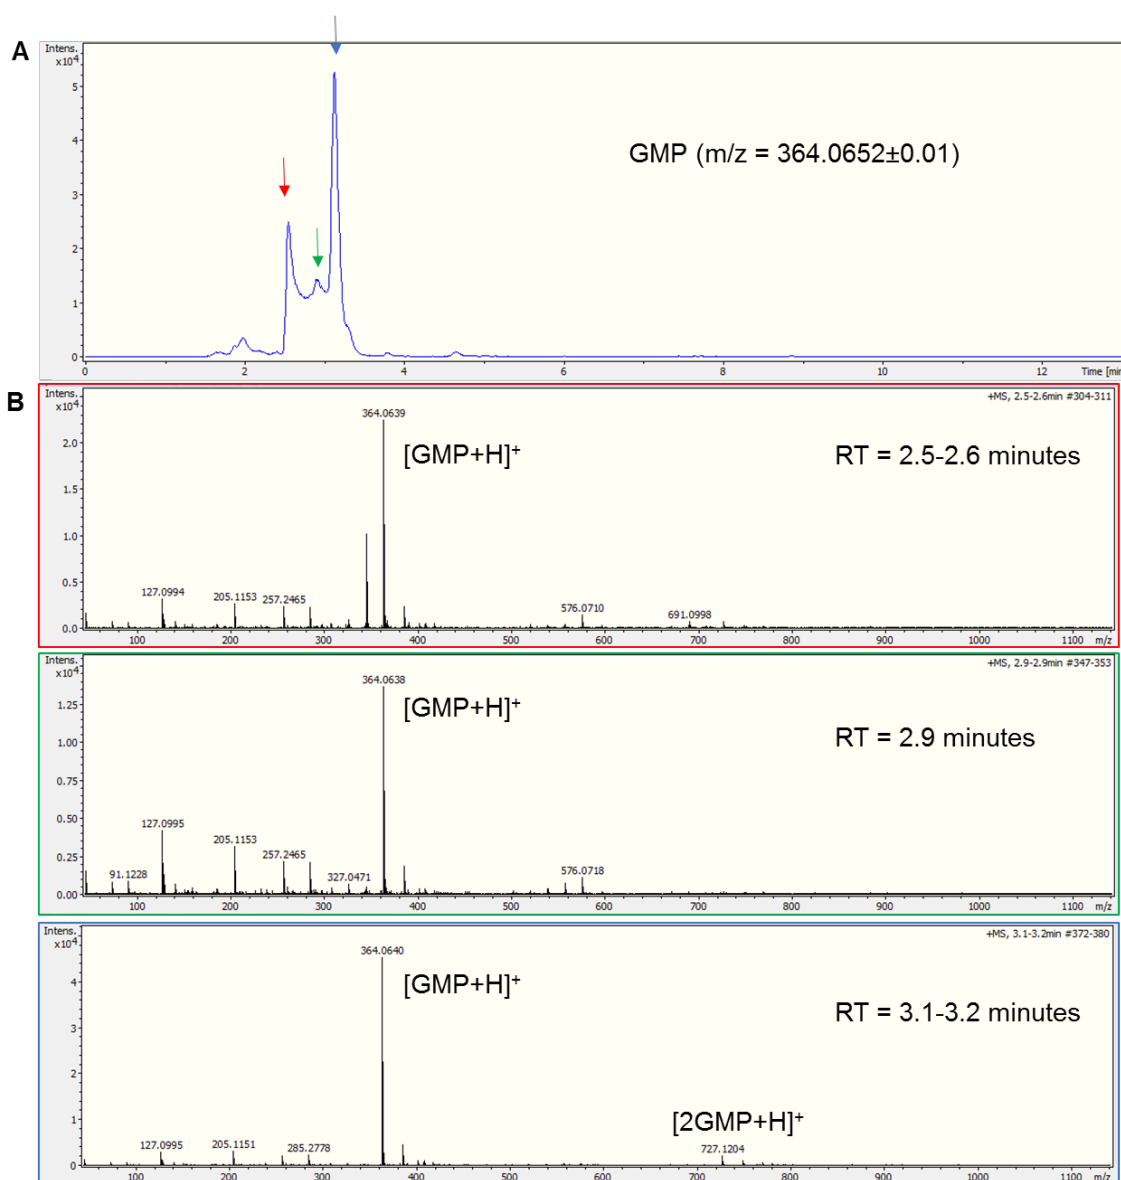 A
Intens.
x10⁴
5
4
3
2
1
0
GMP (m/z = 364.0652±0.01)
0 2 4 6 8 10 12 Time [min
B
Intens.
x10⁴
+MS, 2.5-2.6min #304-311
364.0639
[GMP+H]⁺
RT = 2.5-2.6 minutes
2.0
1.5
1.0
0.5
0.0
127.0994 205.1153 257.2465 576.0710 691.0998
100 200 300 400 500 600 700 800 900 1000 1100 m/z
Intens.
x10⁴
+MS, 2.9-2.9min #347-353
364.0638
[GMP+H]⁺
RT = 2.9 minutes
1.25
1.00
0.75
0.50
0.25
0.00
127.0995
91.1228 205.1153 257.2465 327.0471 576.0718
100 200 300 400 500 600 700 800 900 1000 1100 m/z
Intens.
x10⁴
+MS, 3.1-3.2min #372-380
364.0640
[GMP+H]⁺
RT = 3.1-3.2 minutes
4
3
2
1
0
[2GMP+H]⁺
127.0995 205.1151 285.2778 727.1204
100 200 300 400 500 600 700 800 900 1000 1100 m/z